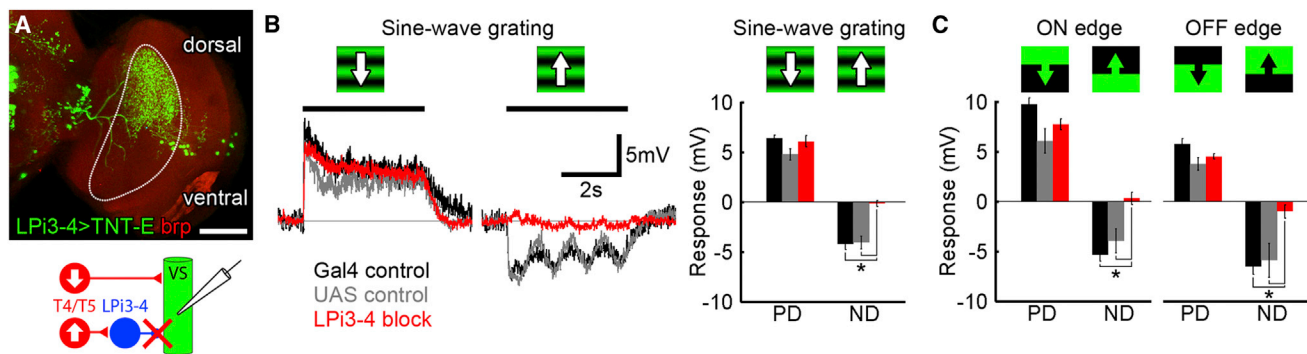 A
dorsal
ventral
LPi3-4>TNT-E brp
VS
T4/T5 LPi3-4
B
Sine-wave grating
5mV
2s
Gal4 control
UAS control
LPi3-4 block
Sine-wave grating
Response (mV)
10
5
0
-5
-10
*
PD ND
C
ON edge OFF edge
Response (mV)
10
5
0
-5
-10
* *
PD ND PD ND